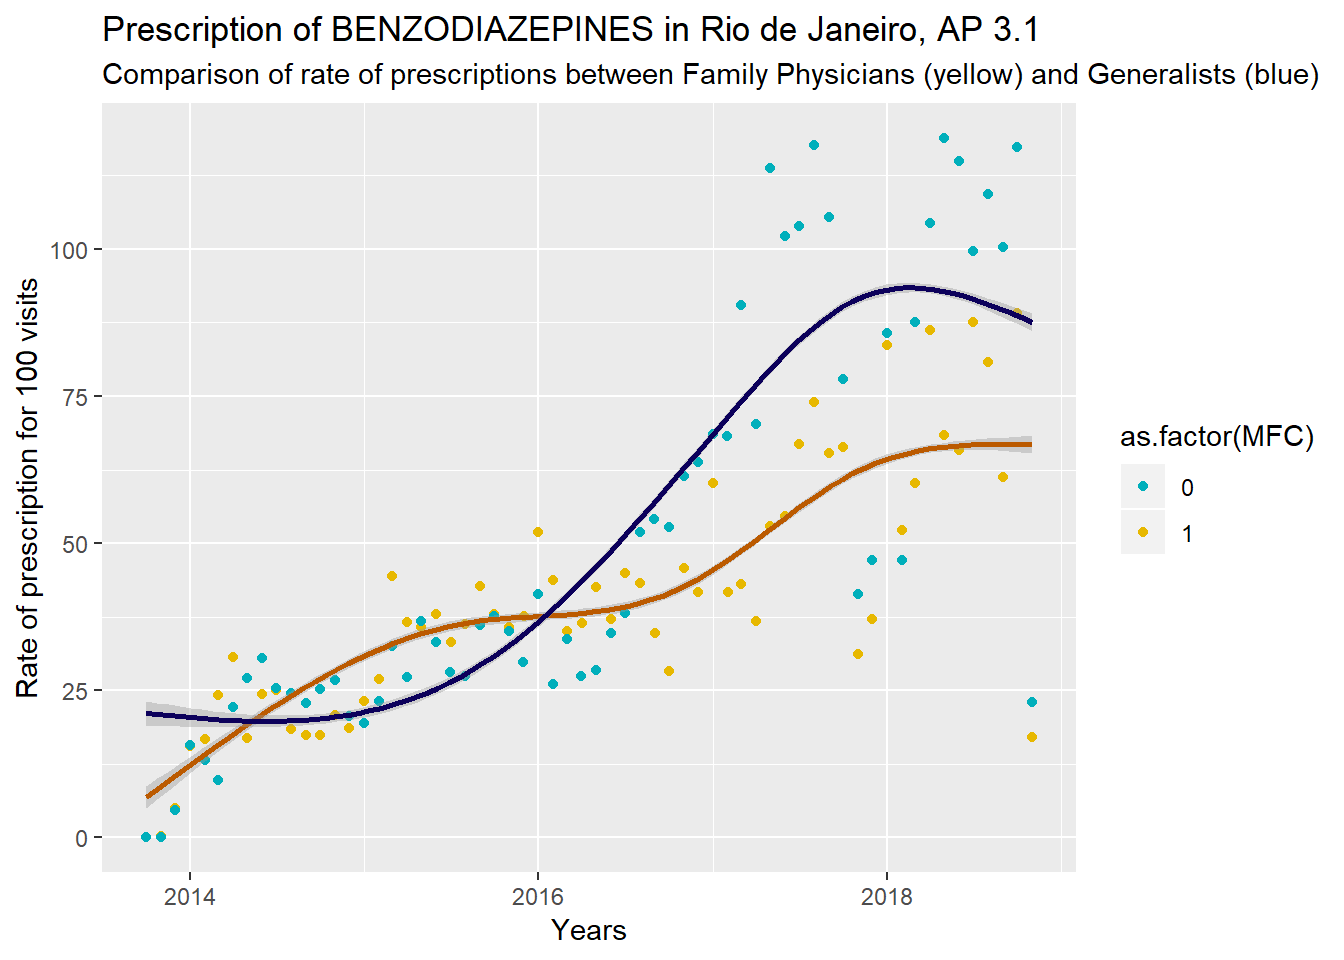 Prescription of BENZODIAZEPINES in Rio de Janeiro, AP 3.1
Comparison of rate of prescriptions between Family Physicians (yellow) and Generalists (blue)
Rate of prescription for 100 visits
100
75
50
25
0
2014
2016
2018
Years
as.factor(MFC)
0
1